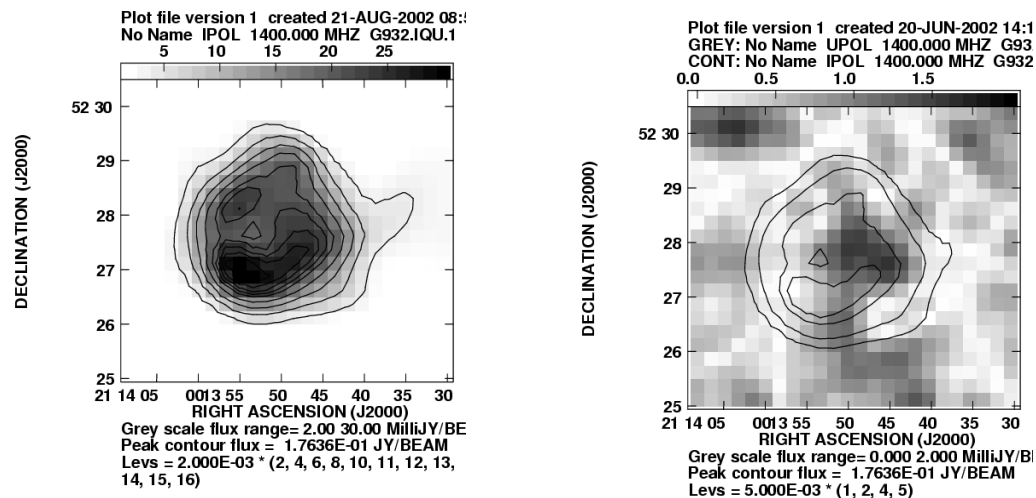 Plot file version 1 created 21-AUG-2002 08:5
No Name IPOL 1400.000 MHZ G932.IQU.1
5 10 15 20 25
52 30
29
28
27
26
25
DECLINATION (J2000)
21 14 05 00 13 55 50 45 40 35 30
RIGHT ASCENSION (J2000)
Grey scale flux range= 2.00 30.00 MilliJY/BE
Peak contour flux = 1.7636E-01 JY/BEAM
Levs = 2.000E-03 * (2, 4, 6, 8, 10, 11, 12, 13,
14, 15, 16)
Plot file version 1 created 20-JUN-2002 14:1
GREY: No Name UPOL 1400.000 MHZ G93
CONT: No Name IPOL 1400.000 MHZ G932
0.0 0.5 1.0 1.5
52 30
29
28
27
26
25
DECLINATION (J2000)
21 14 05 00 13 55 50 45 40 35 30
RIGHT ASCENSION (J2000)
Grey scale flux range= 0.000 2.000 MilliJY/B
Peak contour flux = 1.7636E-01 JY/BEAM
Levs = 5.000E-03 * (1, 2, 4, 5)